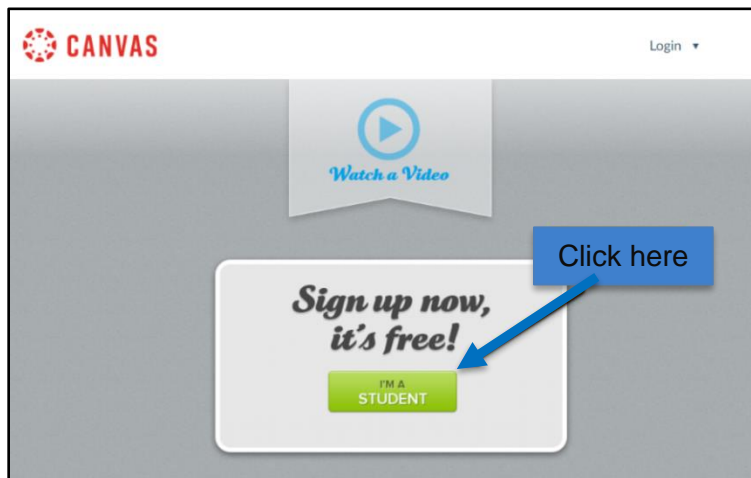 CANVAS
Login
Watch a Video
Click here
Sign up now,
it's free!
I'M A
STUDENT